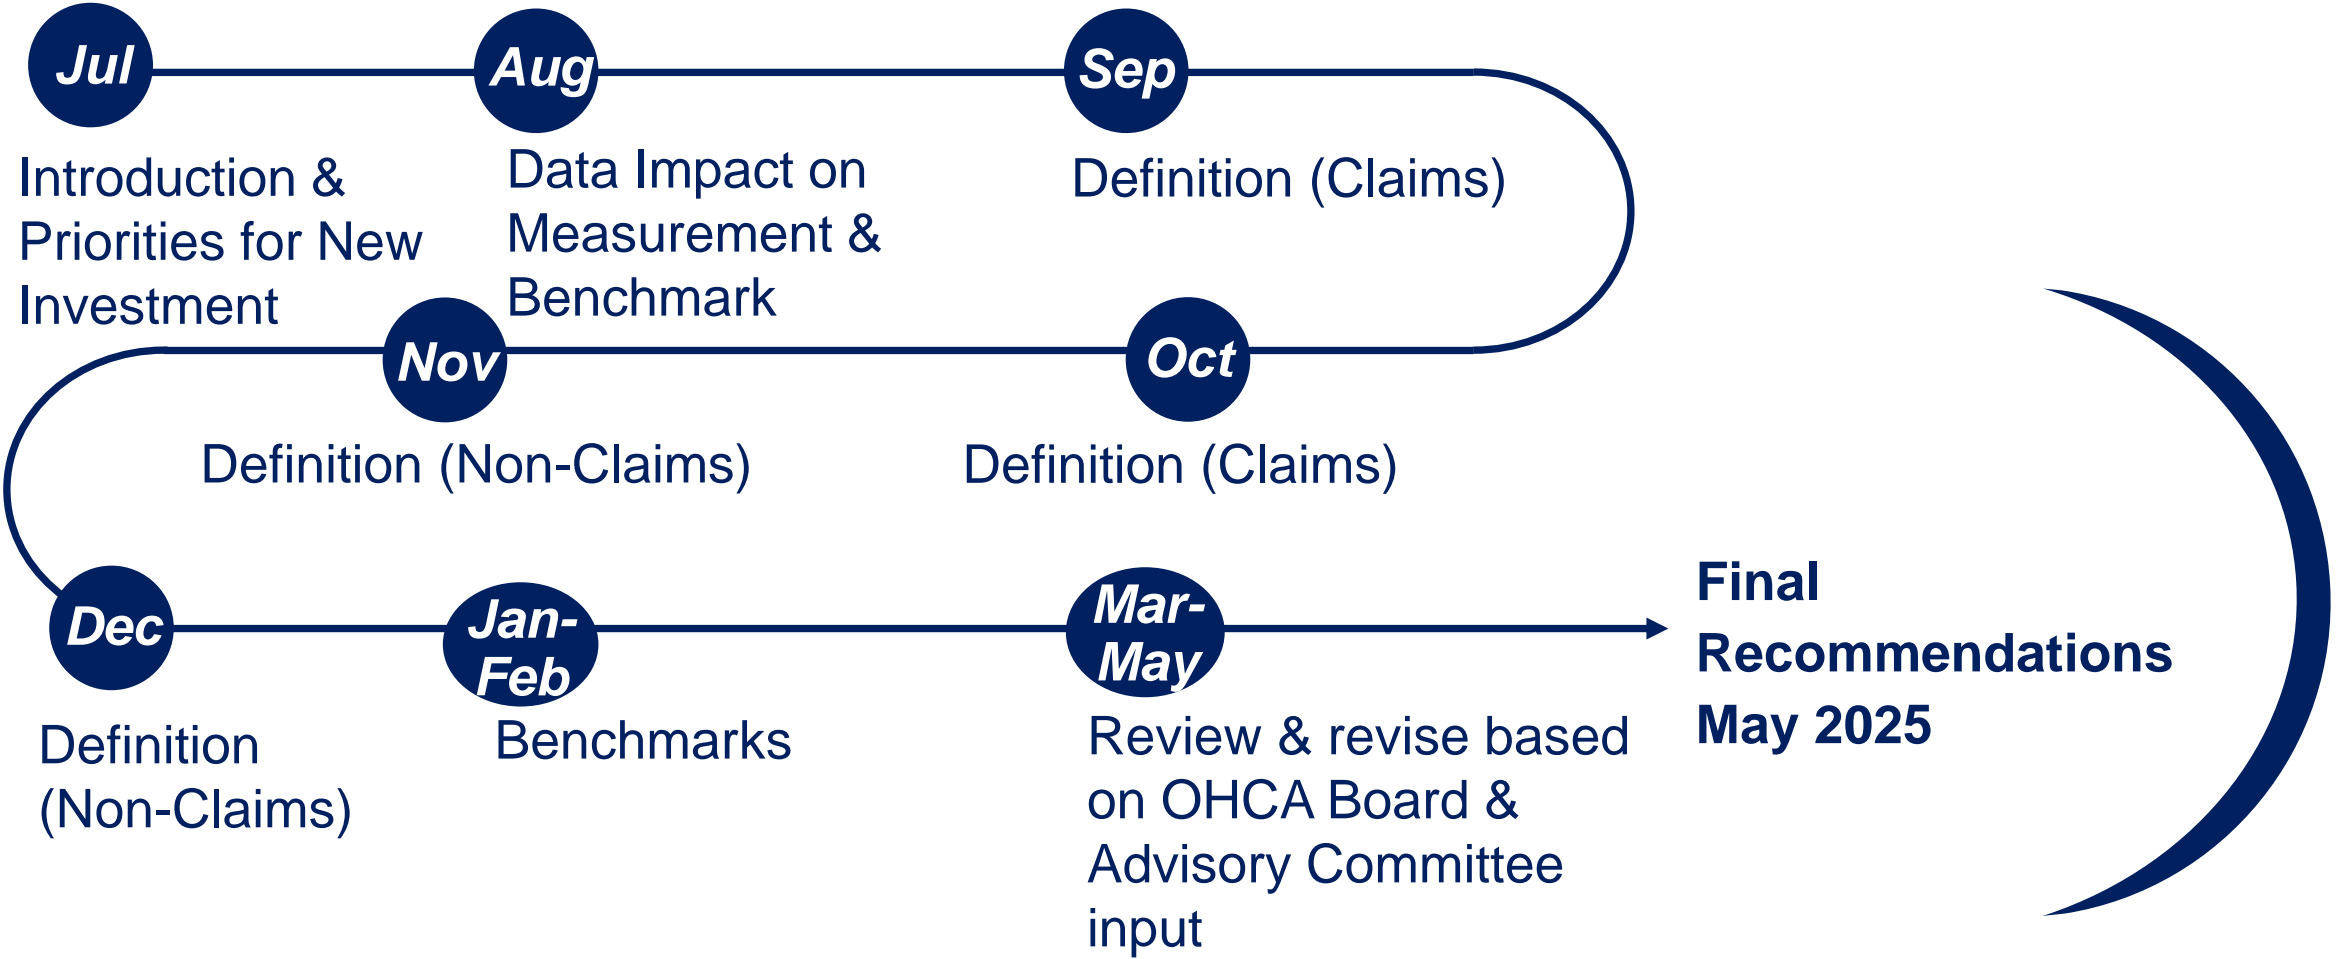 Jul
Introduction &
Priorities for New
Investment
Aug
Data Impact on
Measurement &
Benchmark
Sep
Definition (Claims)
Oct
Definition (Claims)
Nov
Definition (Non-Claims)
Dec
Definition
(Non-Claims)
Jan-
Feb
Benchmarks
Mar-
May
Review & revise based
on OHCA Board &
Advisory Committee
input
Final
Recommendations
May 2025